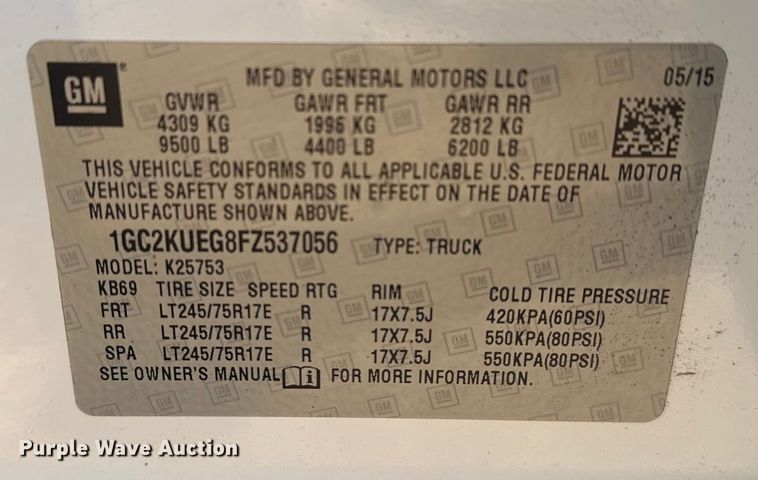 GM®
MFD BY GENERAL MOTORS LLC 05/15
GVWR GAWR FRT GAWR RR
4309 KG 1996 KG 2812 KG
9500 LB 4400 LB 6200 LB
THIS VEHICLE CONFORMS TO ALL APPLICABLE U.S. FEDERAL MOTOR
VEHICLE SAFETY STANDARDS IN EFFECT ON THE DATE OF
MANUFACTURE SHOWN ABOVE.
1GC2KUEG8FZ537056 TYPE: TRUCK
MODEL: K25753
KB69 TIRE SIZE SPEED RTG RIM COLD TIRE PRESSURE
FRT LT245/75R17E R 17X7.5J 420KPA(60PSI)
RR LT245/75R17E R 17X7.5J 550KPA(80PSI)
SPA LT245/75R17E R 17X7.5J 550KPA(80PSI)
SEE OWNER'S MANUAL i FOR MORE INFORMATION.
Purple Wave Auction